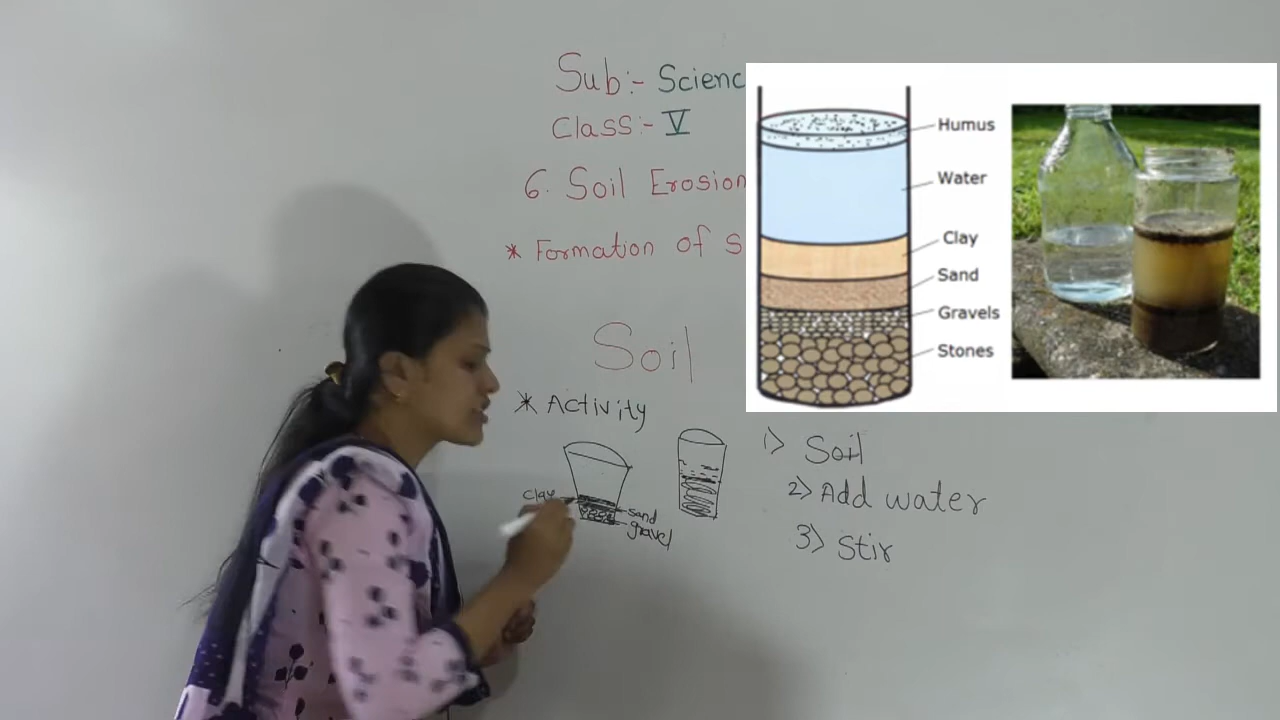 Sub:- Scienc
Class:- V
6. Soil Erosion
* Formation of S
Soil
* Activity
clay
sand
gravel
1) Soil
2) Add water
3) Stir
Humus
Water
Clay
Sand
Gravels
Stones